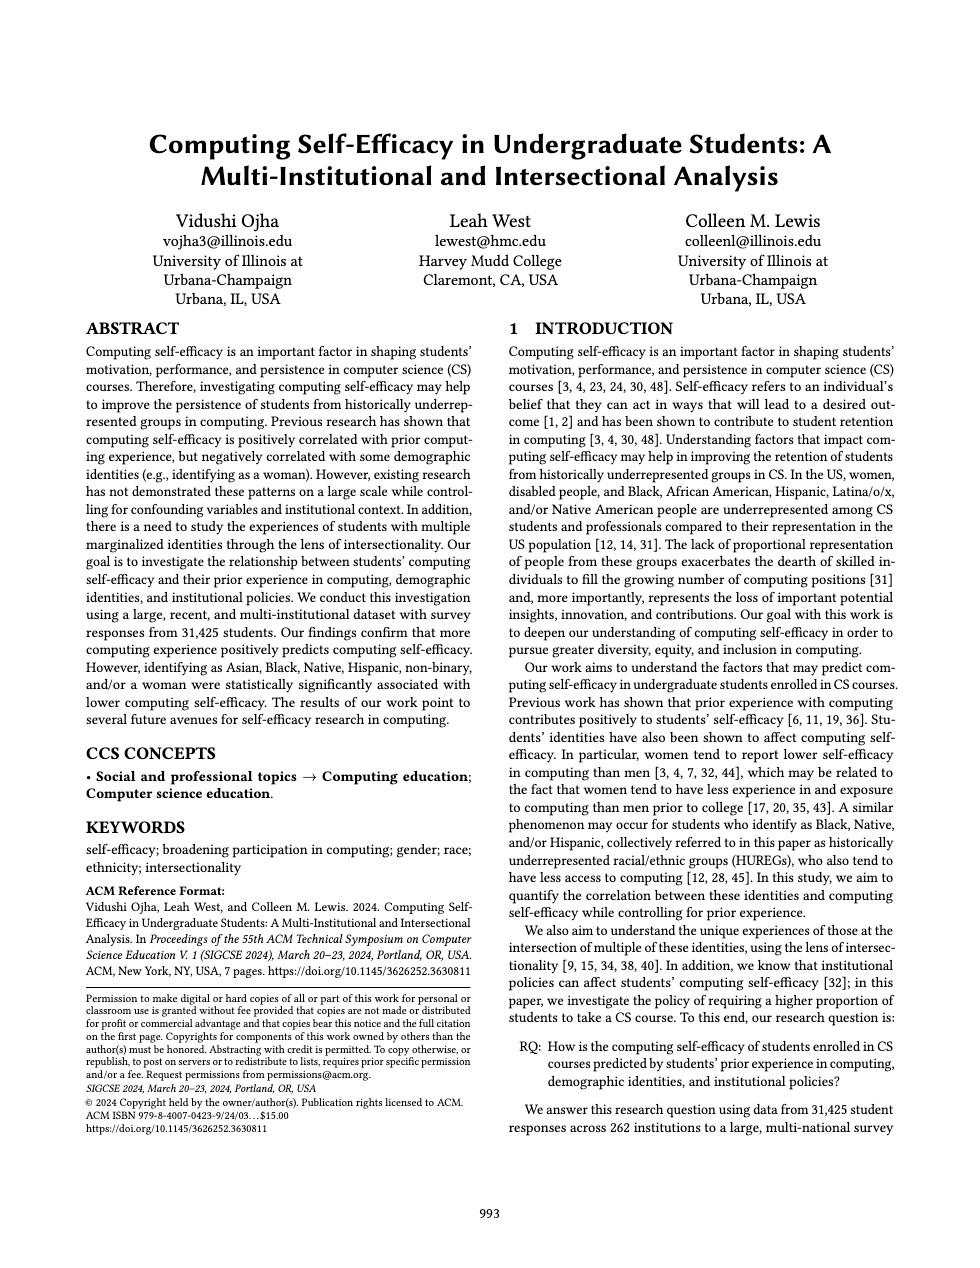 Computing Self-Efficacy in Undergraduate Students: A
Multi-Institutional and Intersectional Analysis
Vidushi Ojha
vojha3@illinois.edu
University of Illinois at
Urbana-Champaign
Urbana, IL, USA
Leah West
lewest@hmc.edu
Harvey Mudd College
Claremont, CA, USA
Colleen M. Lewis
colleenl@illinois.edu
University of Illinois at
Urbana-Champaign
Urbana, IL, USA
ABSTRACT
Computing self-efficacy is an important factor in shaping students’
motivation, performance, and persistence in computer science (CS)
courses. Therefore, investigating computing self-efficacy may help
to improve the persistence of students from historically underrep-
resented groups in computing. Previous research has shown that
computing self-efficacy is positively correlated with prior comput-
ing experience, but negatively correlated with some demographic
identities (e.g., identifying as a woman). However, existing research
has not demonstrated these patterns on a large scale while control-
ling for confounding variables and institutional context. In addition,
there is a need to study the experiences of students with multiple
marginalized identities through the lens of intersectionality. Our
goal is to investigate the relationship between students’ computing
self-efficacy and their prior experience in computing, demographic
identities, and institutional policies. We conduct this investigation
using a large, recent, and multi-institutional dataset with survey
responses from 31,425 students. Our findings confirm that more
computing experience positively predicts computing self-efficacy.
However, identifying as Asian, Black, Native, Hispanic, non-binary,
and/or a woman were statistically significantly associated with
lower computing self-efficacy. The results of our work point to
several future avenues for self-efficacy research in computing.
CCS CONCEPTS
• Social and professional topics → Computing education;
Computer science education.
KEYWORDS
self-efficacy; broadening participation in computing; gender; race;
ethnicity; intersectionality
ACM Reference Format:
Vidushi Ojha, Leah West, and Colleen M. Lewis. 2024. Computing Self-
Efficacy in Undergraduate Students: A Multi-Institutional and Intersectional
Analysis. In Proceedings of the 55th ACM Technical Symposium on Computer
Science Education V. 1 (SIGCSE 2024), March 20–23, 2024, Portland, OR, USA.
ACM, New York, NY, USA, 7 pages. https://doi.org/10.1145/3626252.3630811
Permission to make digital or hard copies of all or part of this work for personal or
classroom use is granted without fee provided that copies are not made or distributed
for profit or commercial advantage and that copies bear this notice and the full citation
on the first page. Copyrights for components of this work owned by others than the
author(s) must be honored. Abstracting with credit is permitted. To copy otherwise, or
republish, to post on servers or to redistribute to lists, requires prior specific permission
and/or a fee. Request permissions from permissions@acm.org.
SIGCSE 2024, March 20–23, 2024, Portland, OR, USA
© 2024 Copyright held by the owner/author(s). Publication rights licensed to ACM.
ACM ISBN 979-8-4007-0423-9/24/03...$15.00
https://doi.org/10.1145/3626252.3630811
1 INTRODUCTION
Computing self-efficacy is an important factor in shaping students’
motivation, performance, and persistence in computer science (CS)
courses [3, 4, 23, 24, 30, 48]. Self-efficacy refers to an individual’s
belief that they can act in ways that will lead to a desired out-
come [1, 2] and has been shown to contribute to student retention
in computing [3, 4, 30, 48]. Understanding factors that impact com-
puting self-efficacy may help in improving the retention of students
from historically underrepresented groups in CS. In the US, women,
disabled people, and Black, African American, Hispanic, Latina/o/x,
and/or Native American people are underrepresented among CS
students and professionals compared to their representation in the
US population [12, 14, 31]. The lack of proportional representation
of people from these groups exacerbates the dearth of skilled in-
dividuals to fill the growing number of computing positions [31]
and, more importantly, represents the loss of important potential
insights, innovation, and contributions. Our goal with this work is
to deepen our understanding of computing self-efficacy in order to
pursue greater diversity, equity, and inclusion in computing.
Our work aims to understand the factors that may predict com-
puting self-efficacy in undergraduate students enrolled in CS courses.
Previous work has shown that prior experience with computing
contributes positively to students’ self-efficacy [6, 11, 19, 36]. Stu-
dents’ identities have also been shown to affect computing self-
efficacy. In particular, women tend to report lower self-efficacy
in computing than men [3, 4, 7, 32, 44], which may be related to
the fact that women tend to have less experience in and exposure
to computing than men prior to college [17, 20, 35, 43]. A similar
phenomenon may occur for students who identify as Black, Native,
and/or Hispanic, collectively referred to in this paper as historically
underrepresented racial/ethnic groups (HUREGs), who also tend to
have less access to computing [12, 28, 45]. In this study, we aim to
quantify the correlation between these identities and computing
self-efficacy while controlling for prior experience.
We also aim to understand the unique experiences of those at the
intersection of multiple of these identities, using the lens of intersec-
tionality [9, 15, 34, 38, 40]. In addition, we know that institutional
policies can affect students’ computing self-efficacy [32]; in this
paper, we investigate the policy of requiring a higher proportion of
students to take a CS course. To this end, our research question is:
RQ: How is the computing self-efficacy of students enrolled in CS
courses predicted by students’ prior experience in computing,
demographic identities, and institutional policies?
We answer this research question using data from 31,425 student
responses across 262 institutions to a large, multi-national survey
993